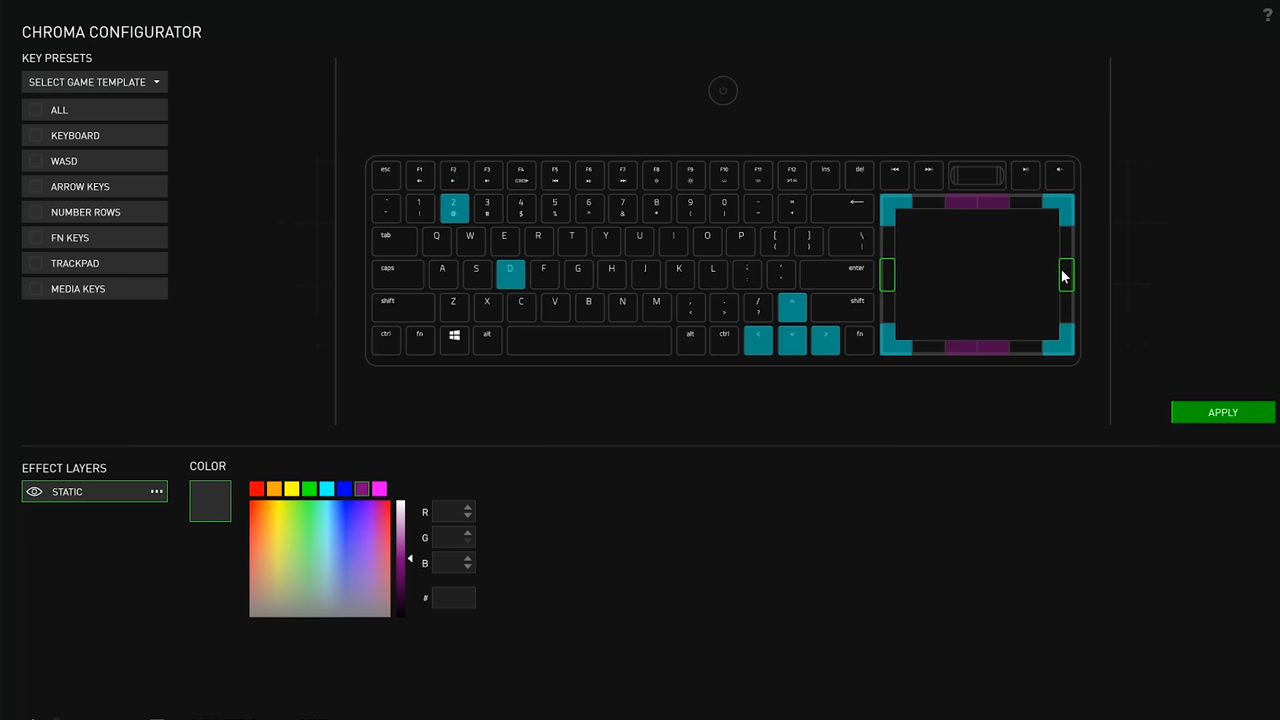 ?
CHROMA CONFIGURATOR
KEY PRESETS
SELECT GAME TEMPLATE
ALL
KEYBOARD
WASD
ARROW KEYS
NUMBER ROWS
FN KEYS
TRACKPAD
MEDIA KEYS
esc F1 F2 F3 F4 F5 F6 F7 F8 F9 F10 F11 F12 ins del
1 2 3 4 5 6 7 8 9 0 - =
! @ # $ % ^ & * ( ) - +
tab Q W E R T Y U I O P [ ] \
{ } |
caps A S D F G H J K L ; ' enter
shift Z X C V B N M , . / ^ shift
< > ?
ctrl fn alt alt ctrl < ⌄ > fn
APPLY
EFFECT LAYERS
STATIC ...
COLOR
R
G
B
#